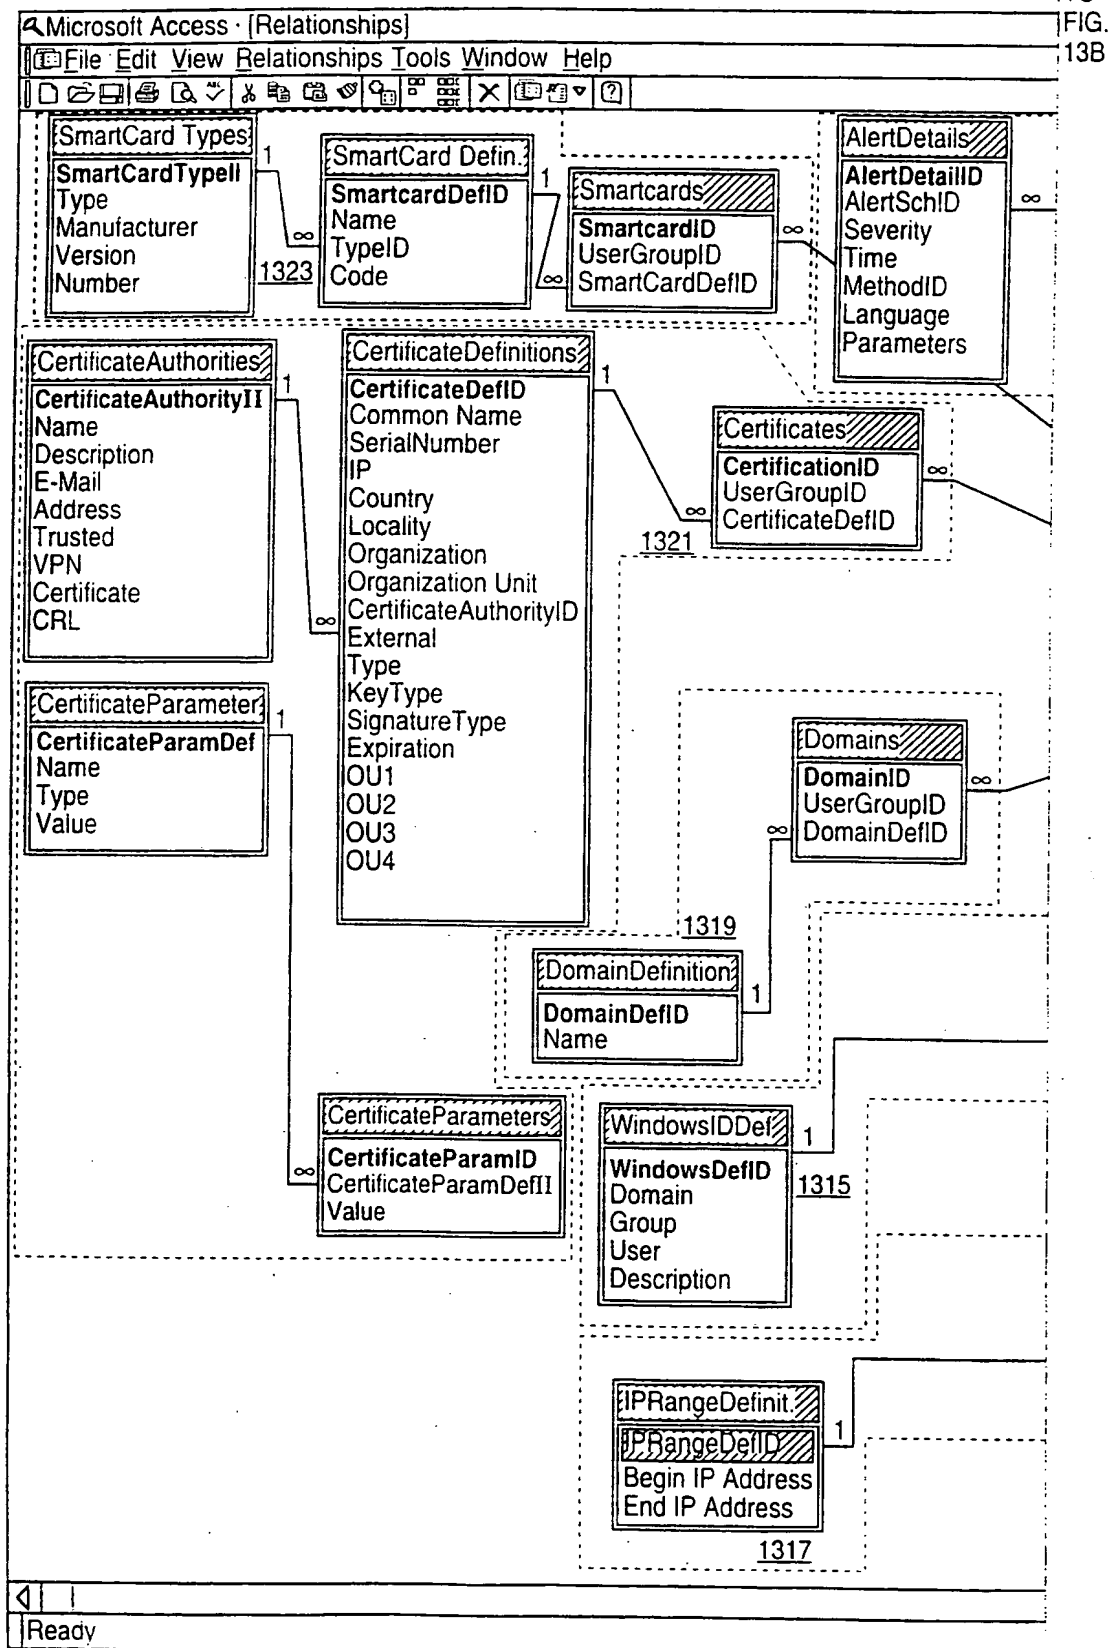 FIG.
13B
Microsoft Access · [Relationships]
File Edit View Relationships Tools Window Help
SmartCard Types
SmartCardTypeII
Type
Manufacturer
Version
Number
1
∞
1323
SmartCard Defin.
SmartcardDefID
Name
TypeID
Code
1
∞
Smartcards
SmartcardID
UserGroupID
SmartCardDefID
∞
AlertDetails
AlertDetailID
AlertSchID
Severity
Time
MethodID
Language
Parameters
∞
CertificateAuthorities
CertificateAuthorityII
Name
Description
E-Mail
Address
Trusted
VPN
Certificate
CRL
1
∞
CertificateDefinitions
CertificateDefID
Common Name
SerialNumber
IP
Country
Locality
Organization
Organization Unit
CertificateAuthorityID
External
Type
KeyType
SignatureType
Expiration
OU1
OU2
OU3
OU4
1
∞
1321
Certificates
CertificationID
UserGroupID
CertificateDefID
∞
CertificateParameter
CertificateParamDef
Name
Type
Value
1
Domains
DomainID
UserGroupID
DomainDefID
∞
∞
1319
DomainDefinition
DomainDefID
Name
1
CertificateParameters
CertificateParamID
CertificateParamDefII
Value
∞
WindowsIDDef
WindowsDefID
Domain
Group
User
Description
1
1315
IPRangeDefinit.
IPRangeDefID
Begin IP Address
End IP Address
1
1317
Ready